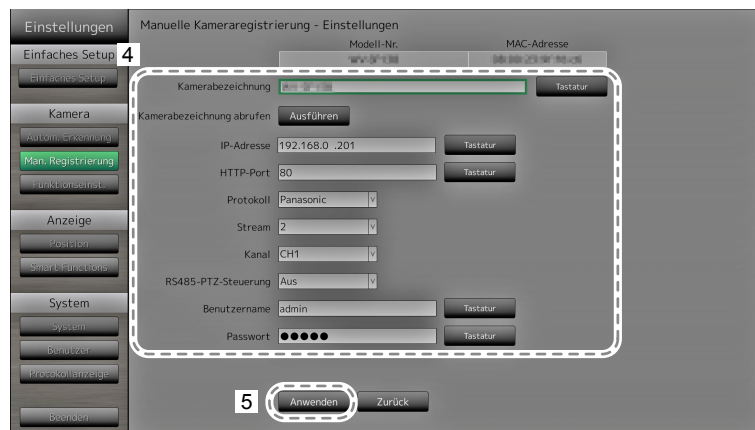 Einstellungen
Manuelle Kameraregistrierung - Einstellungen
Einfaches Setup
4
Modell-Nr.
MAC-Adresse
Einfaches Setup
Kamerabezeichnung
Tastatur
Kamera
Kamerabezeichnung abrufen
Ausführen
Autom. Erkennung
IP-Adresse
192.168.0 .201
Tastatur
Man. Registrierung
HTTP-Port
80
Tastatur
Funktionseinst.
Protokoll
Panasonic
Anzeige
Stream
2
Position
Kanal
CH1
Smart Functions
RS485-PTZ-Steuerung
Aus
System
Benutzername
admin
Tastatur
System
Passwort
●●●●●
Tastatur
Benutzer
Protokollanzeige
5
Anwenden
Zurück
Beenden